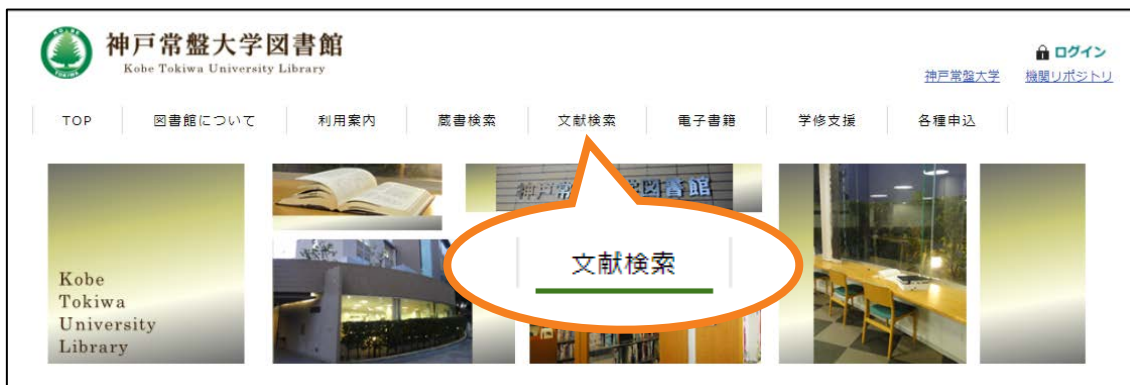 神戸常盤大学図書館
Kobe Tokiwa University Library
ログイン
神戸常盤大学 機関リポジトリ
TOP 図書館について 利用案内 蔵書検索 文献検索 電子書籍 学修支援 各種申込
文献検索
Kobe
Tokiwa
University
Library